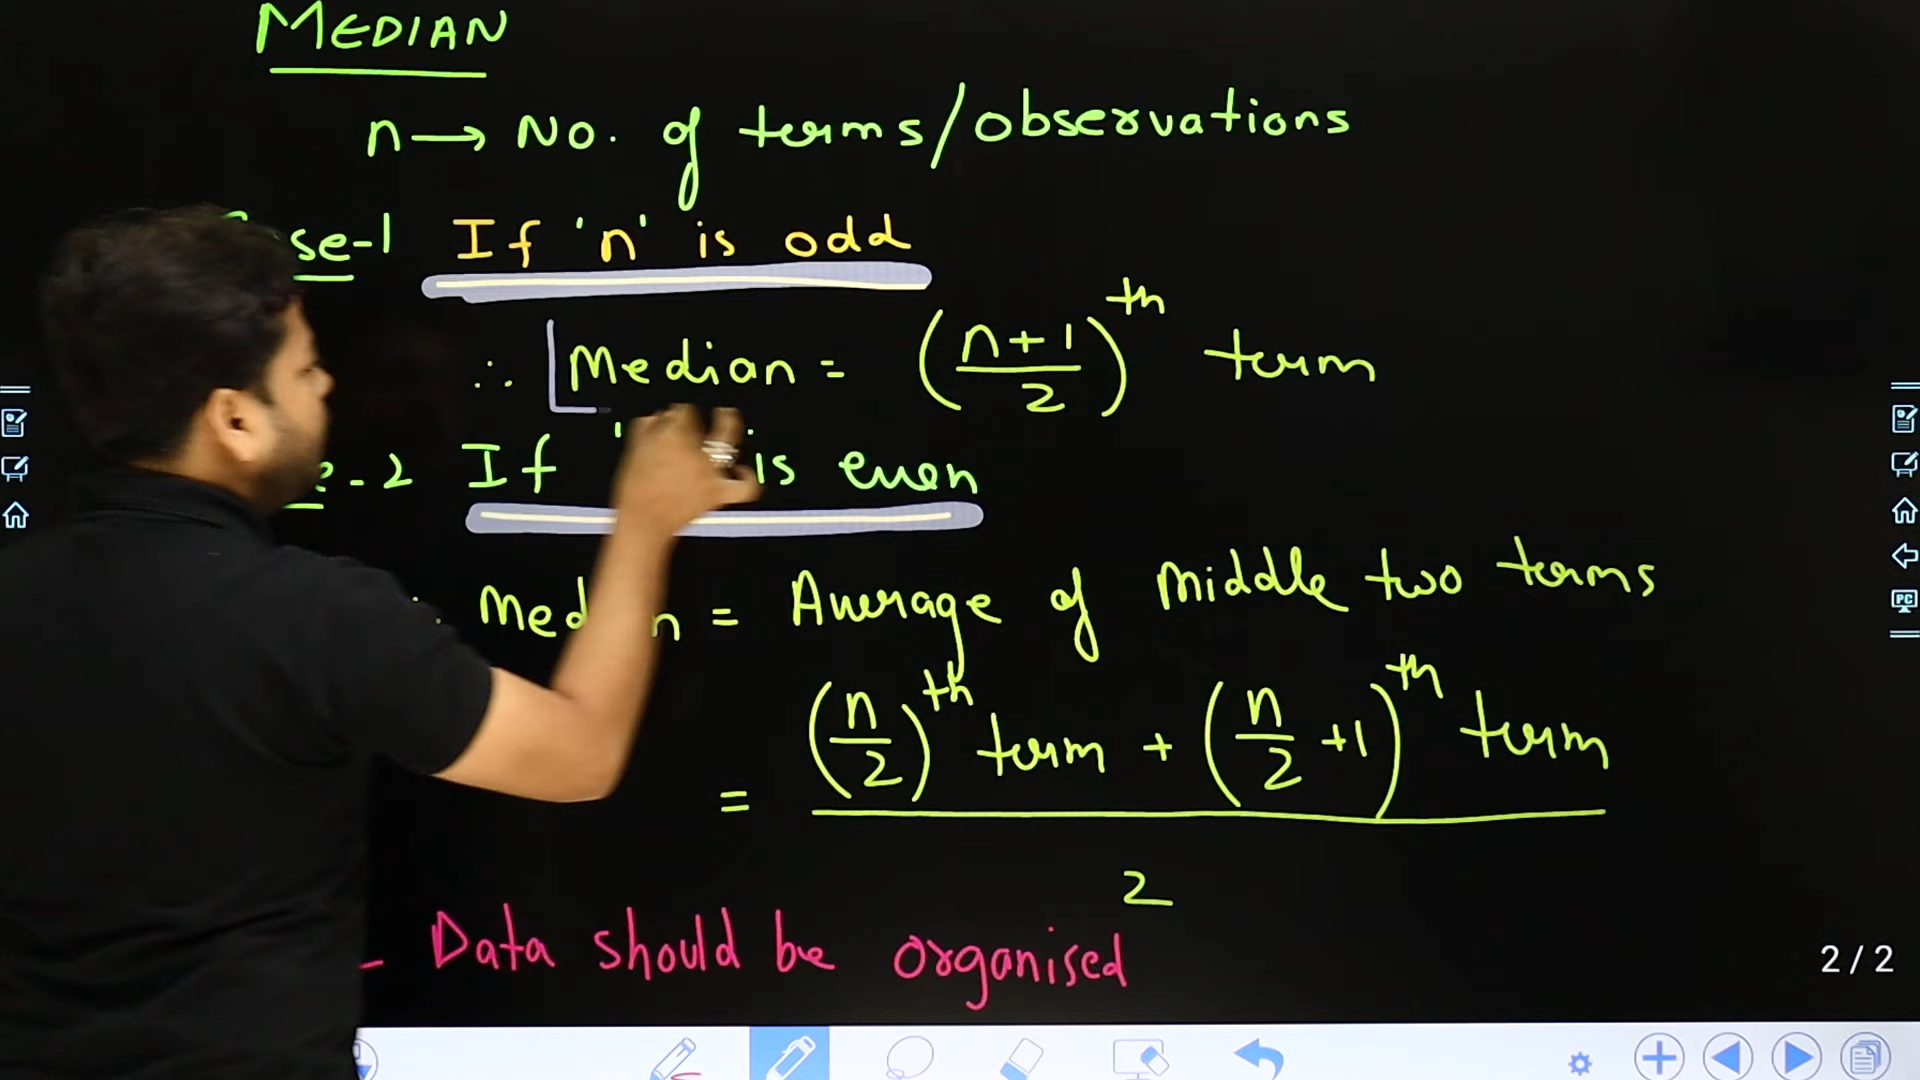 MEDIAN
n → No. of terms/observations
se-1 If 'n' is odd
∴ Median = (n+1/2)^th term
e-2 If ' is even
Med n = Average of Middle two terms
= (n/2)^th term + (n/2 +1)^th term
2
- Data should be organised
2 / 2
PC